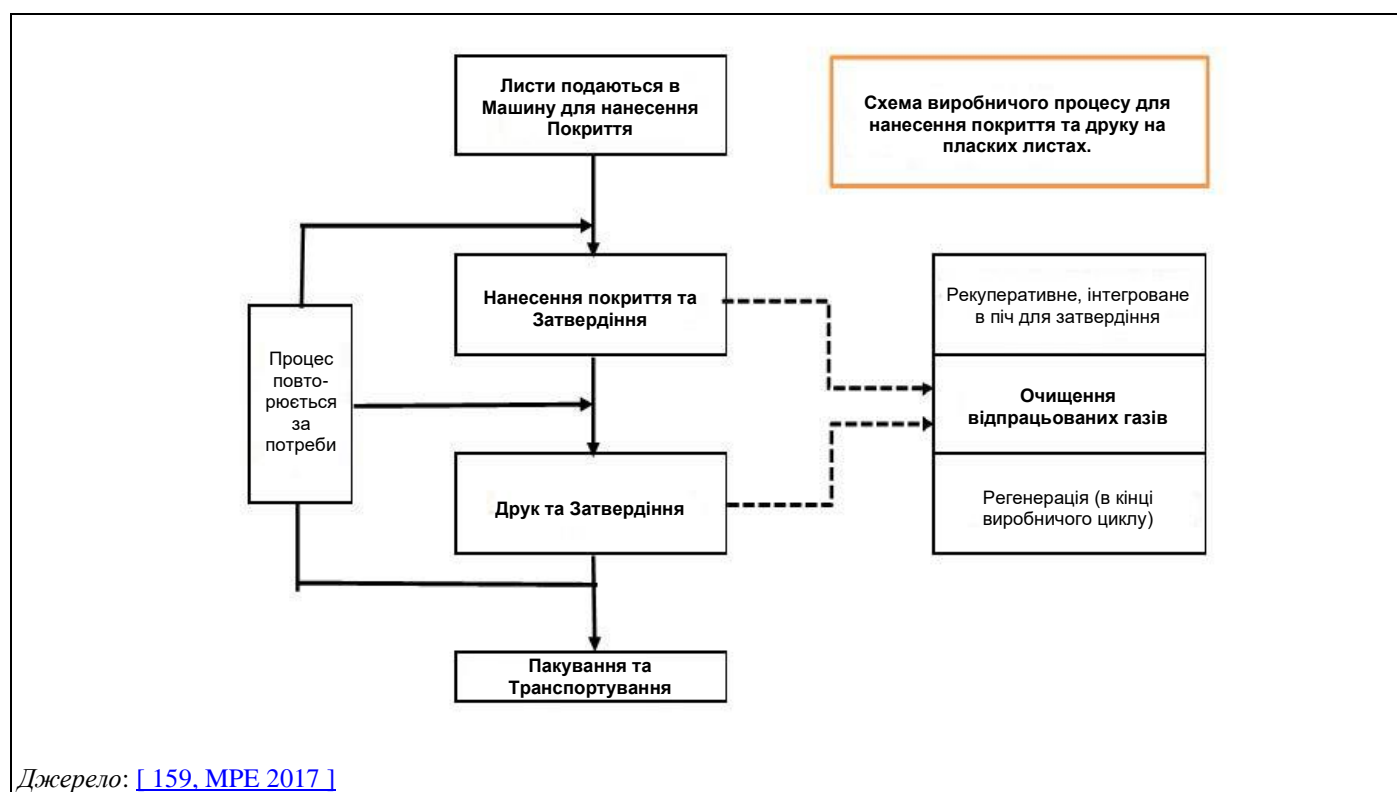 Листи подаються в
Машину для нанесення
Покриття
Схема виробничого процесу для
нанесення покриття та друку на
пласких листах.
Нанесення покриття та
Затвердіння
Рекуперативне, інтегроване
в піч для затвердіння
Процес
повто-
рюється
за
потреби
Очищення
відпрацьованих газів
Друк та Затвердіння
Регенерація (в кінці
виробничого циклу)
Пакування та
Транспортування
Джерело: [ 159, MPE 2017 ]